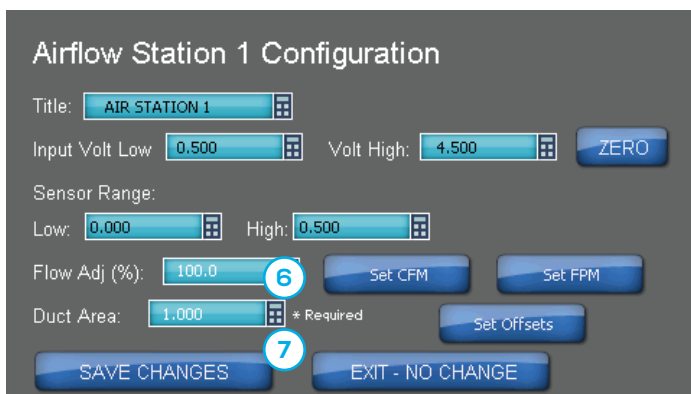 Airflow Station 1 Configuration
Title: AIR STATION 1
Input Volt Low 0.500 Volt High: 4.500 ZERO
Sensor Range:
Low: 0.000 High: 0.500
Flow Adj (%): 100.0 6 Set CFM Set FPM
Duct Area: 1.000 * Required Set Offsets
7
SAVE CHANGES EXIT - NO CHANGE